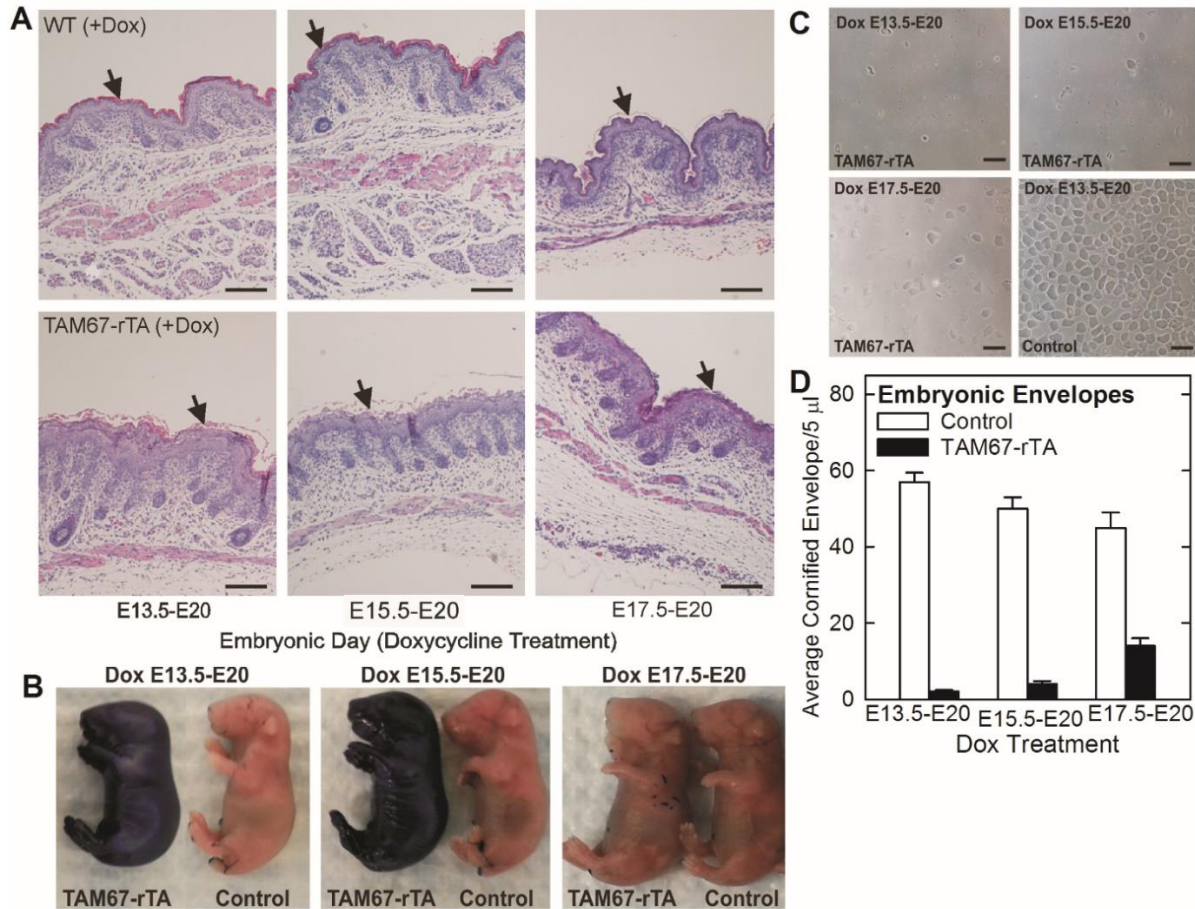 A
WT (+Dox)
TAM67-rTA (+Dox)
E13.5-E20
E15.5-E20
E17.5-E20
Embryonic Day (Doxycycline Treatment)
B
Dox E13.5-E20
Dox E15.5-E20
Dox E17.5-E20
TAM67-rTA
Control
TAM67-rTA
Control
TAM67-rTA
Control
C
Dox E13.5-E20
TAM67-rTA
Dox E15.5-E20
TAM67-rTA
Dox E17.5-E20
TAM67-rTA
Dox E13.5-E20
Control
D
Embryonic Envelopes
Control
TAM67-rTA
Average Cornified Envelope/5 µl
80
60
40
20
0
E13.5-E20
E15.5-E20
E17.5-E20
Dox Treatment